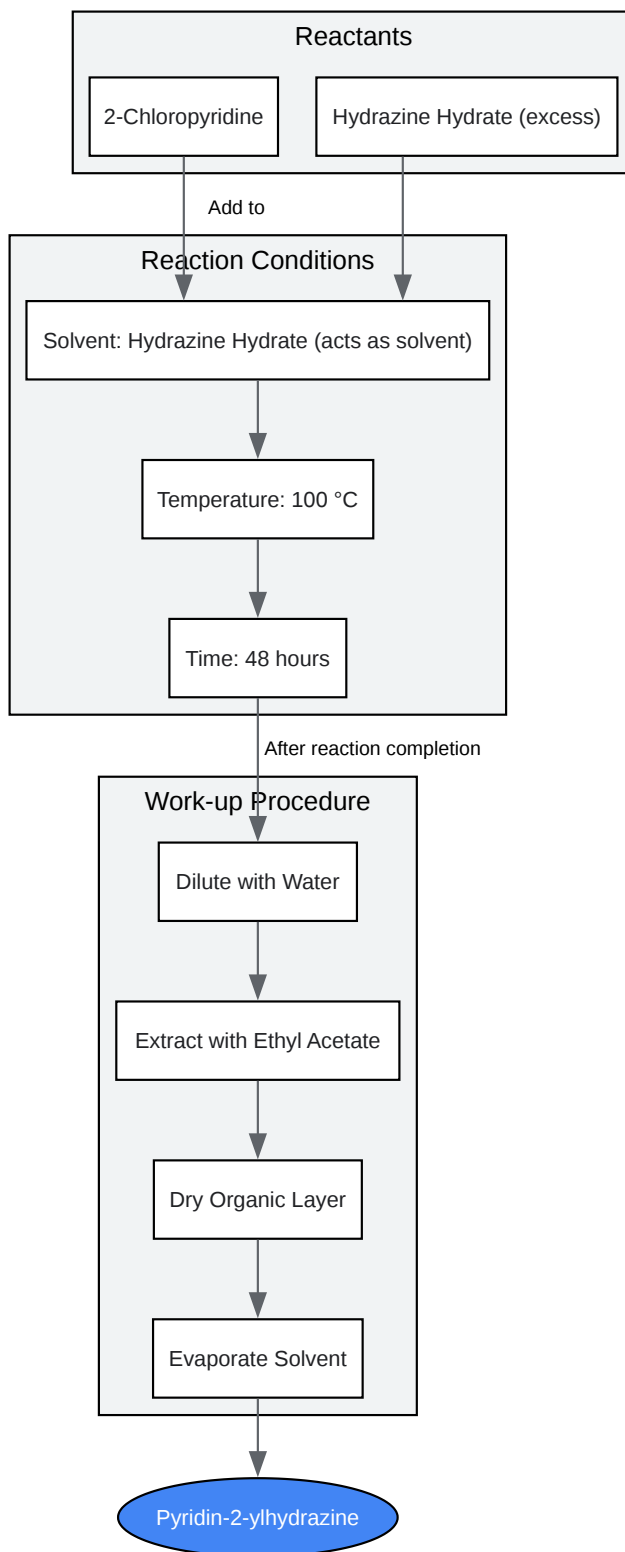 Reactants
2-Chloropyridine
Hydrazine Hydrate (excess)
Add to
Reaction Conditions
Solvent: Hydrazine Hydrate (acts as solvent)
Temperature: 100 °C
Time: 48 hours
After reaction completion
Work-up Procedure
Dilute with Water
Extract with Ethyl Acetate
Dry Organic Layer
Evaporate Solvent
Pyridin-2-ylhydrazine